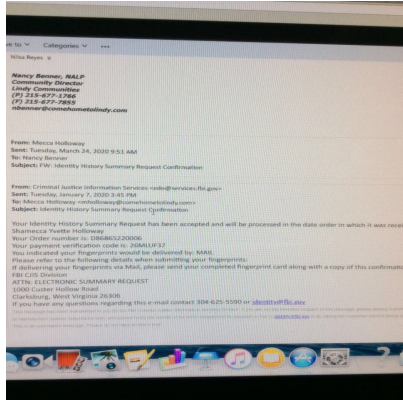 ve to Categories •••
Nilsa Reyes
Nancy Benner, NALP
Community Director
Lindy Communities
(P) 215-677-1766
(F) 215-677-7855
nbenner@comehometolindy.com
From: Mecca Holloway
Sent: Tuesday, March 24, 2020 9:51 AM
To: Nancy Benner
Subject: FW: Identity History Summary Request Confirmation
From: Criminal Justice Information Services
Sent: Tuesday, January 7, 2020 3:45 PM
To: Mecca Holloway <mholloway@comehometolindy.com>
Subject: Identity History Summary Request Confirmation
Your Identity History Summary Request has been accepted and will be processed in the date order in which it was recei
Shamecca Yvette Holloway
Your Order number is:
Your payment verification code is:
You indicated your fingerprints would be delivered by: MAIL
Please refer to the following details when submitting your fingerprints:
If delivering your fingerprints via Mail, please send your completed fingerprint card along with a copy of this confirmatio
FBI CJIS Division
ATTN: ELECTRONIC SUMMARY REQUEST
1000 Custer Hollow Road
Clarksburg, West Virginia 26306
If you have any questions regarding this e-mail contact 304-625-5590 or identity@fbi.gov